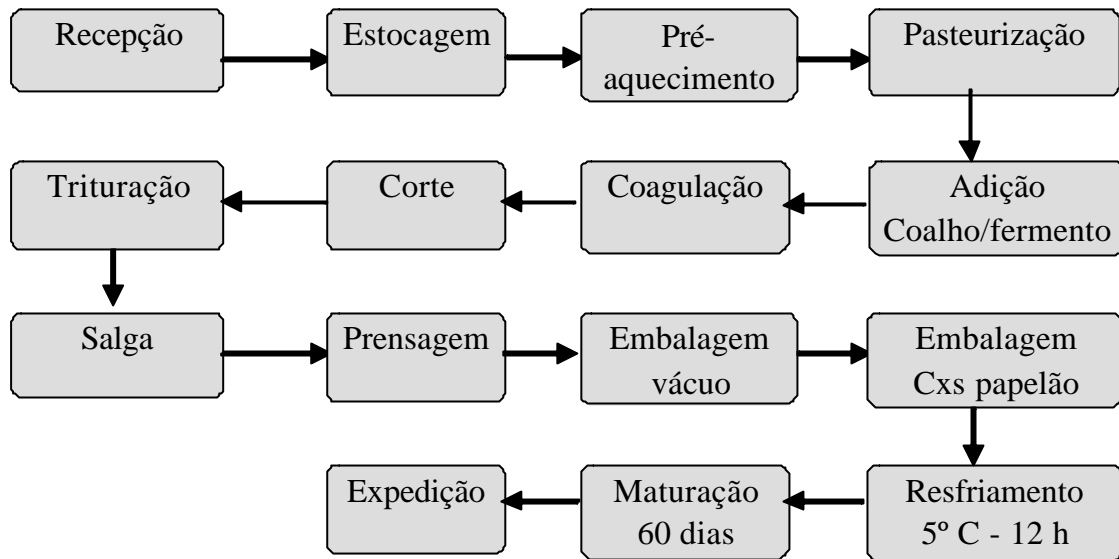 Recepção
Estocagem
Pré-
aquecimento
Pasteurização
Trituração
Corte
Coagulação
Adição
Coalho/fermento
Salga
Prensagem
Embalagem
vácuo
Embalagem
Cxs papelão
Expedição
Maturação
60 dias
Resfriamento
5º C - 12 h